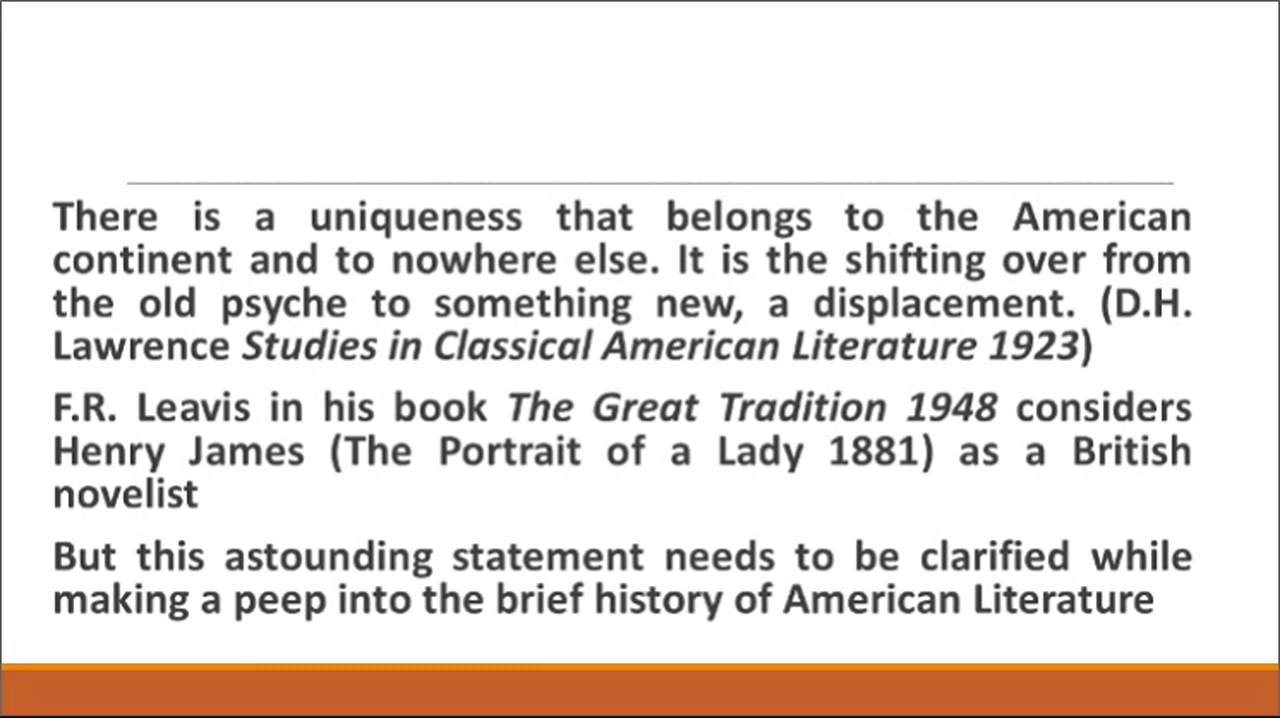 There is a uniqueness that belongs to the American
continent and to nowhere else. It is the shifting over from
the old psyche to something new, a displacement. (D.H.
Lawrence Studies in Classical American Literature 1923)
F.R. Leavis in his book The Great Tradition 1948 considers
Henry James (The Portrait of a Lady 1881) as a British
novelist
But this astounding statement needs to be clarified while
making a peep into the brief history of American Literature